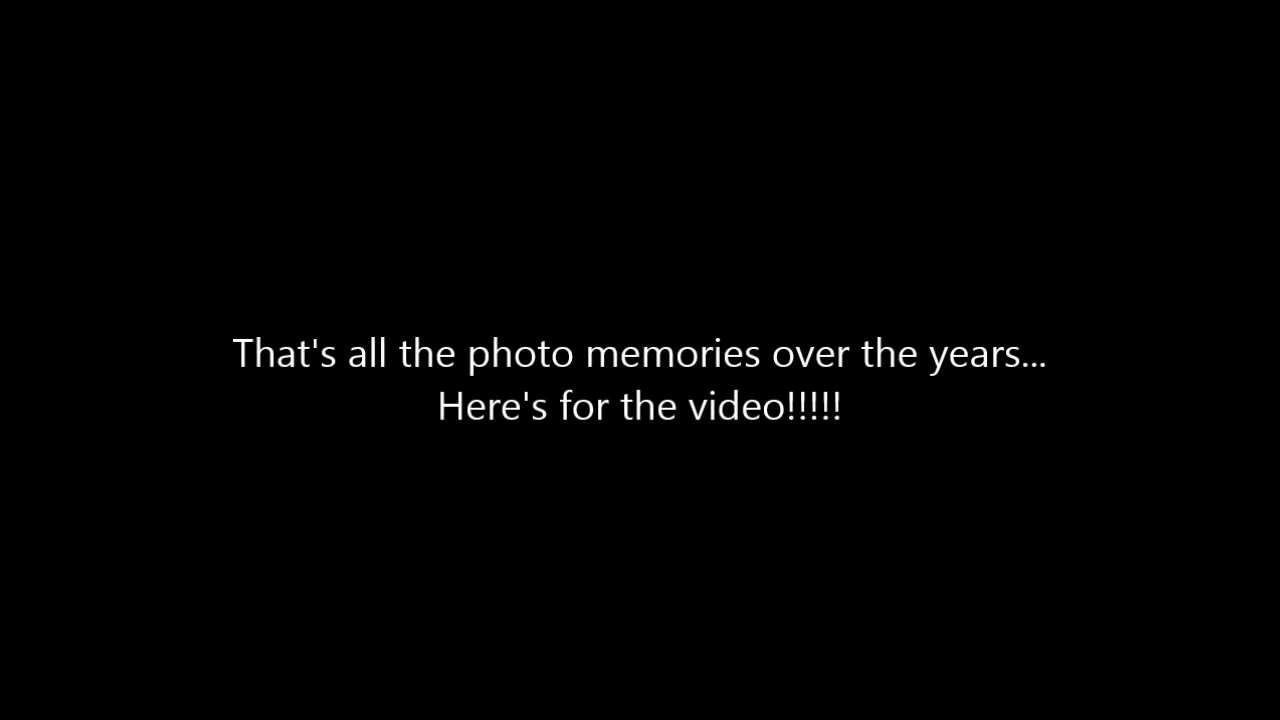 That's all the photo memories over the years...
Here's for the video!!!!!